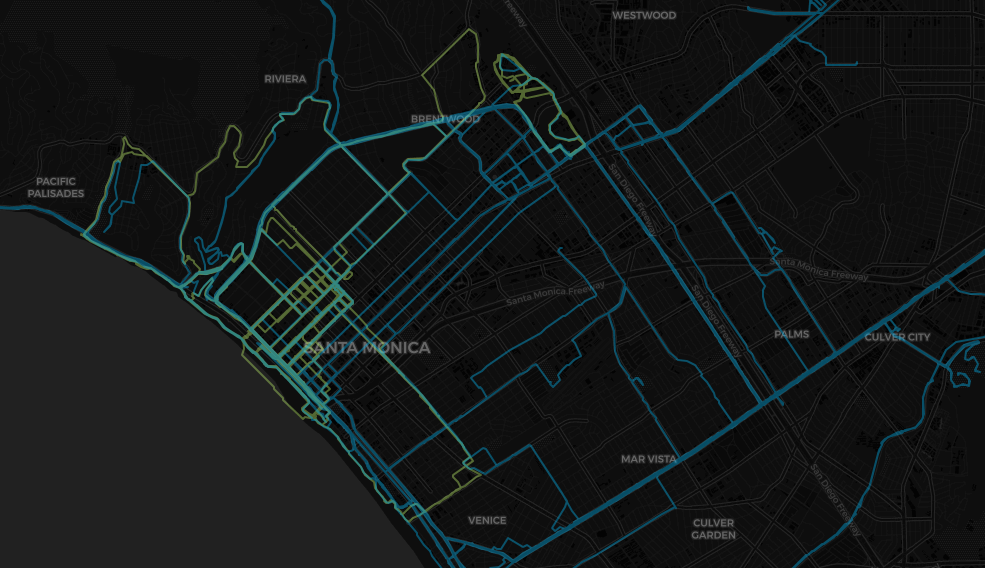 Freeway
WESTWOOD
RIVIERA
BRENTWOOD
PACIFIC
PALISADES
San Diego Freeway
Santa Monica Freeway
Santa Monica Freeway
San Diego Freeway
PALMS
CULVER CITY
SANTA MONICA
MAR VISTA
San Diego Freeway
VENICE
CULVER
GARDEN